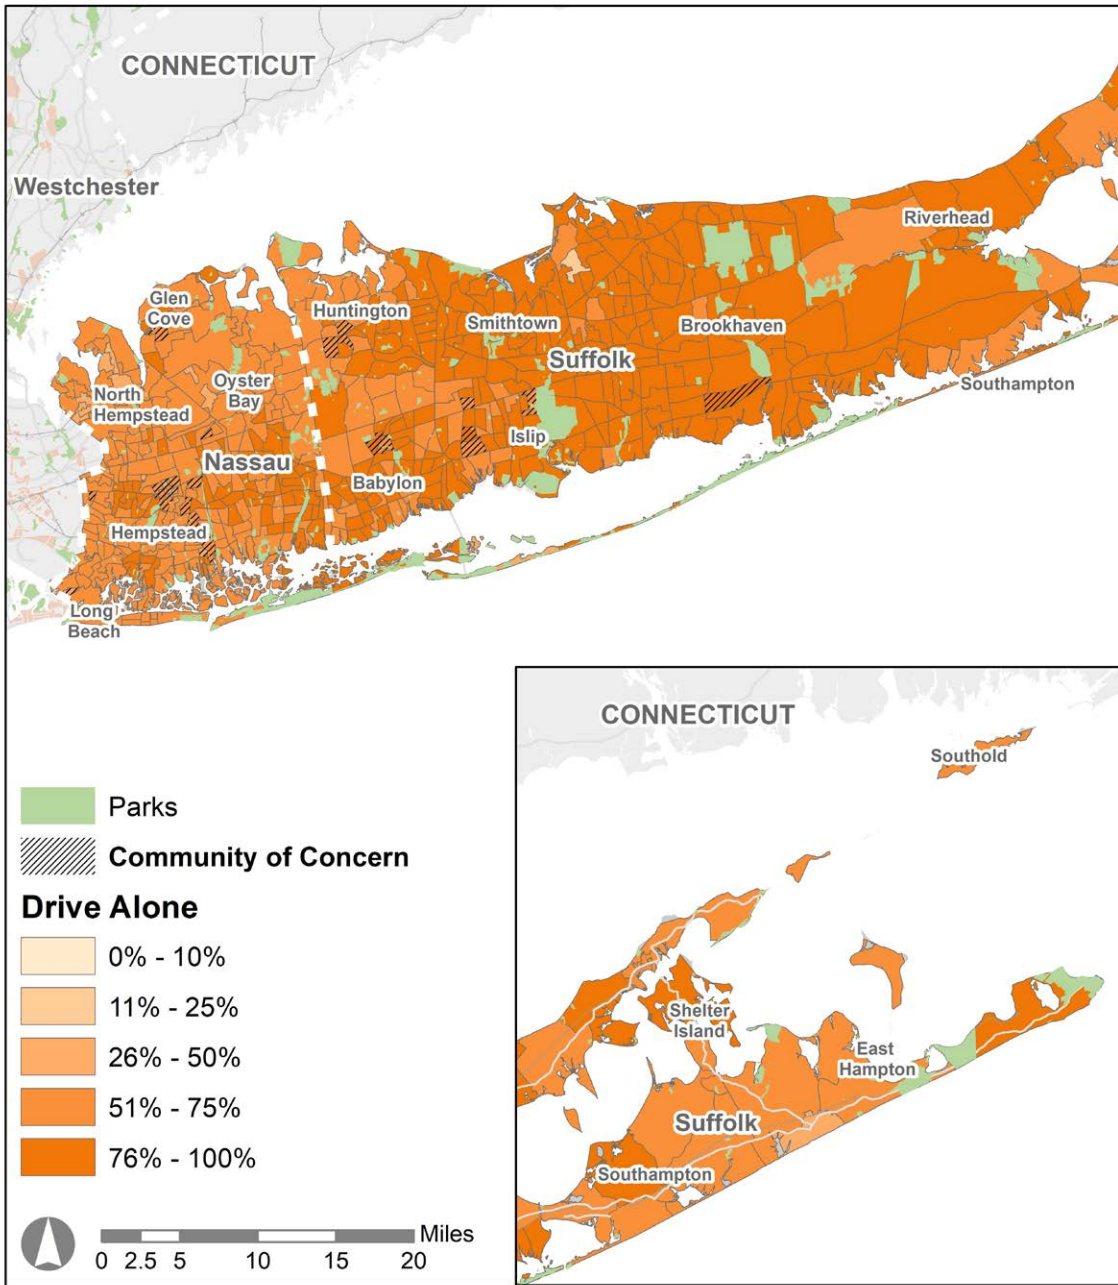 CONNECTICUT
Westchester
Riverhead
Glen
Cove
Huntington
Smithtown
Brookhaven
Suffolk
Oyster
Bay
North
Hempstead
Southampton
Islip
Nassau
Babylon
Hempstead
Long
Beach
CONNECTICUT
Southold
Shelter
Island
East
Hampton
Suffolk
Southampton
Parks
Community of Concern
Drive Alone
0% - 10%
11% - 25%
26% - 50%
51% - 75%
76% - 100%
Miles
0 2.5 5 10 15 20